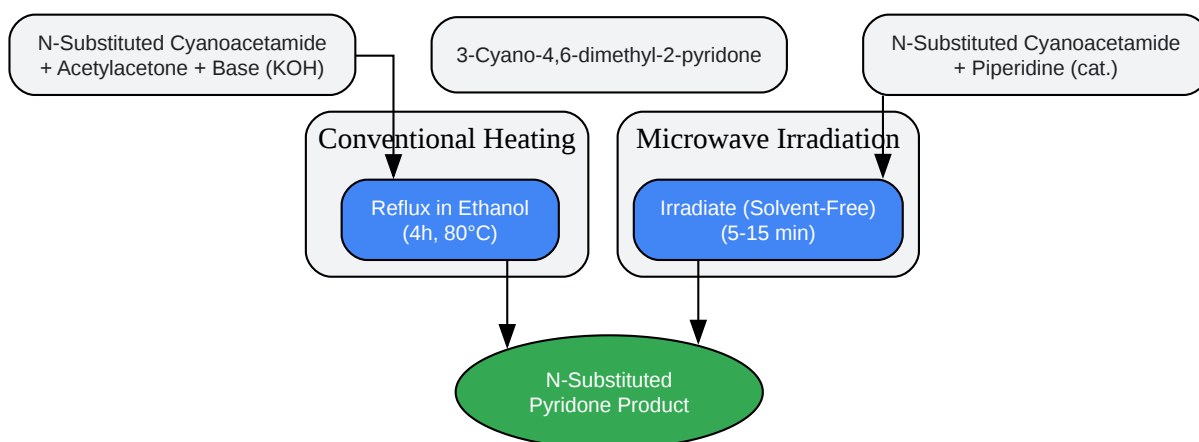 N-Substituted Cyanoacetamide
+ Acetylacetone + Base (KOH)
3-Cyano-4,6-dimethyl-2-pyridone
N-Substituted Cyanoacetamide
+ Piperidine (cat.)
Conventional Heating
Reflux in Ethanol
(4h, 80°C)
Microwave Irradiation
Irradiate (Solvent-Free)
(5-15 min)
N-Substituted
Pyridone Product